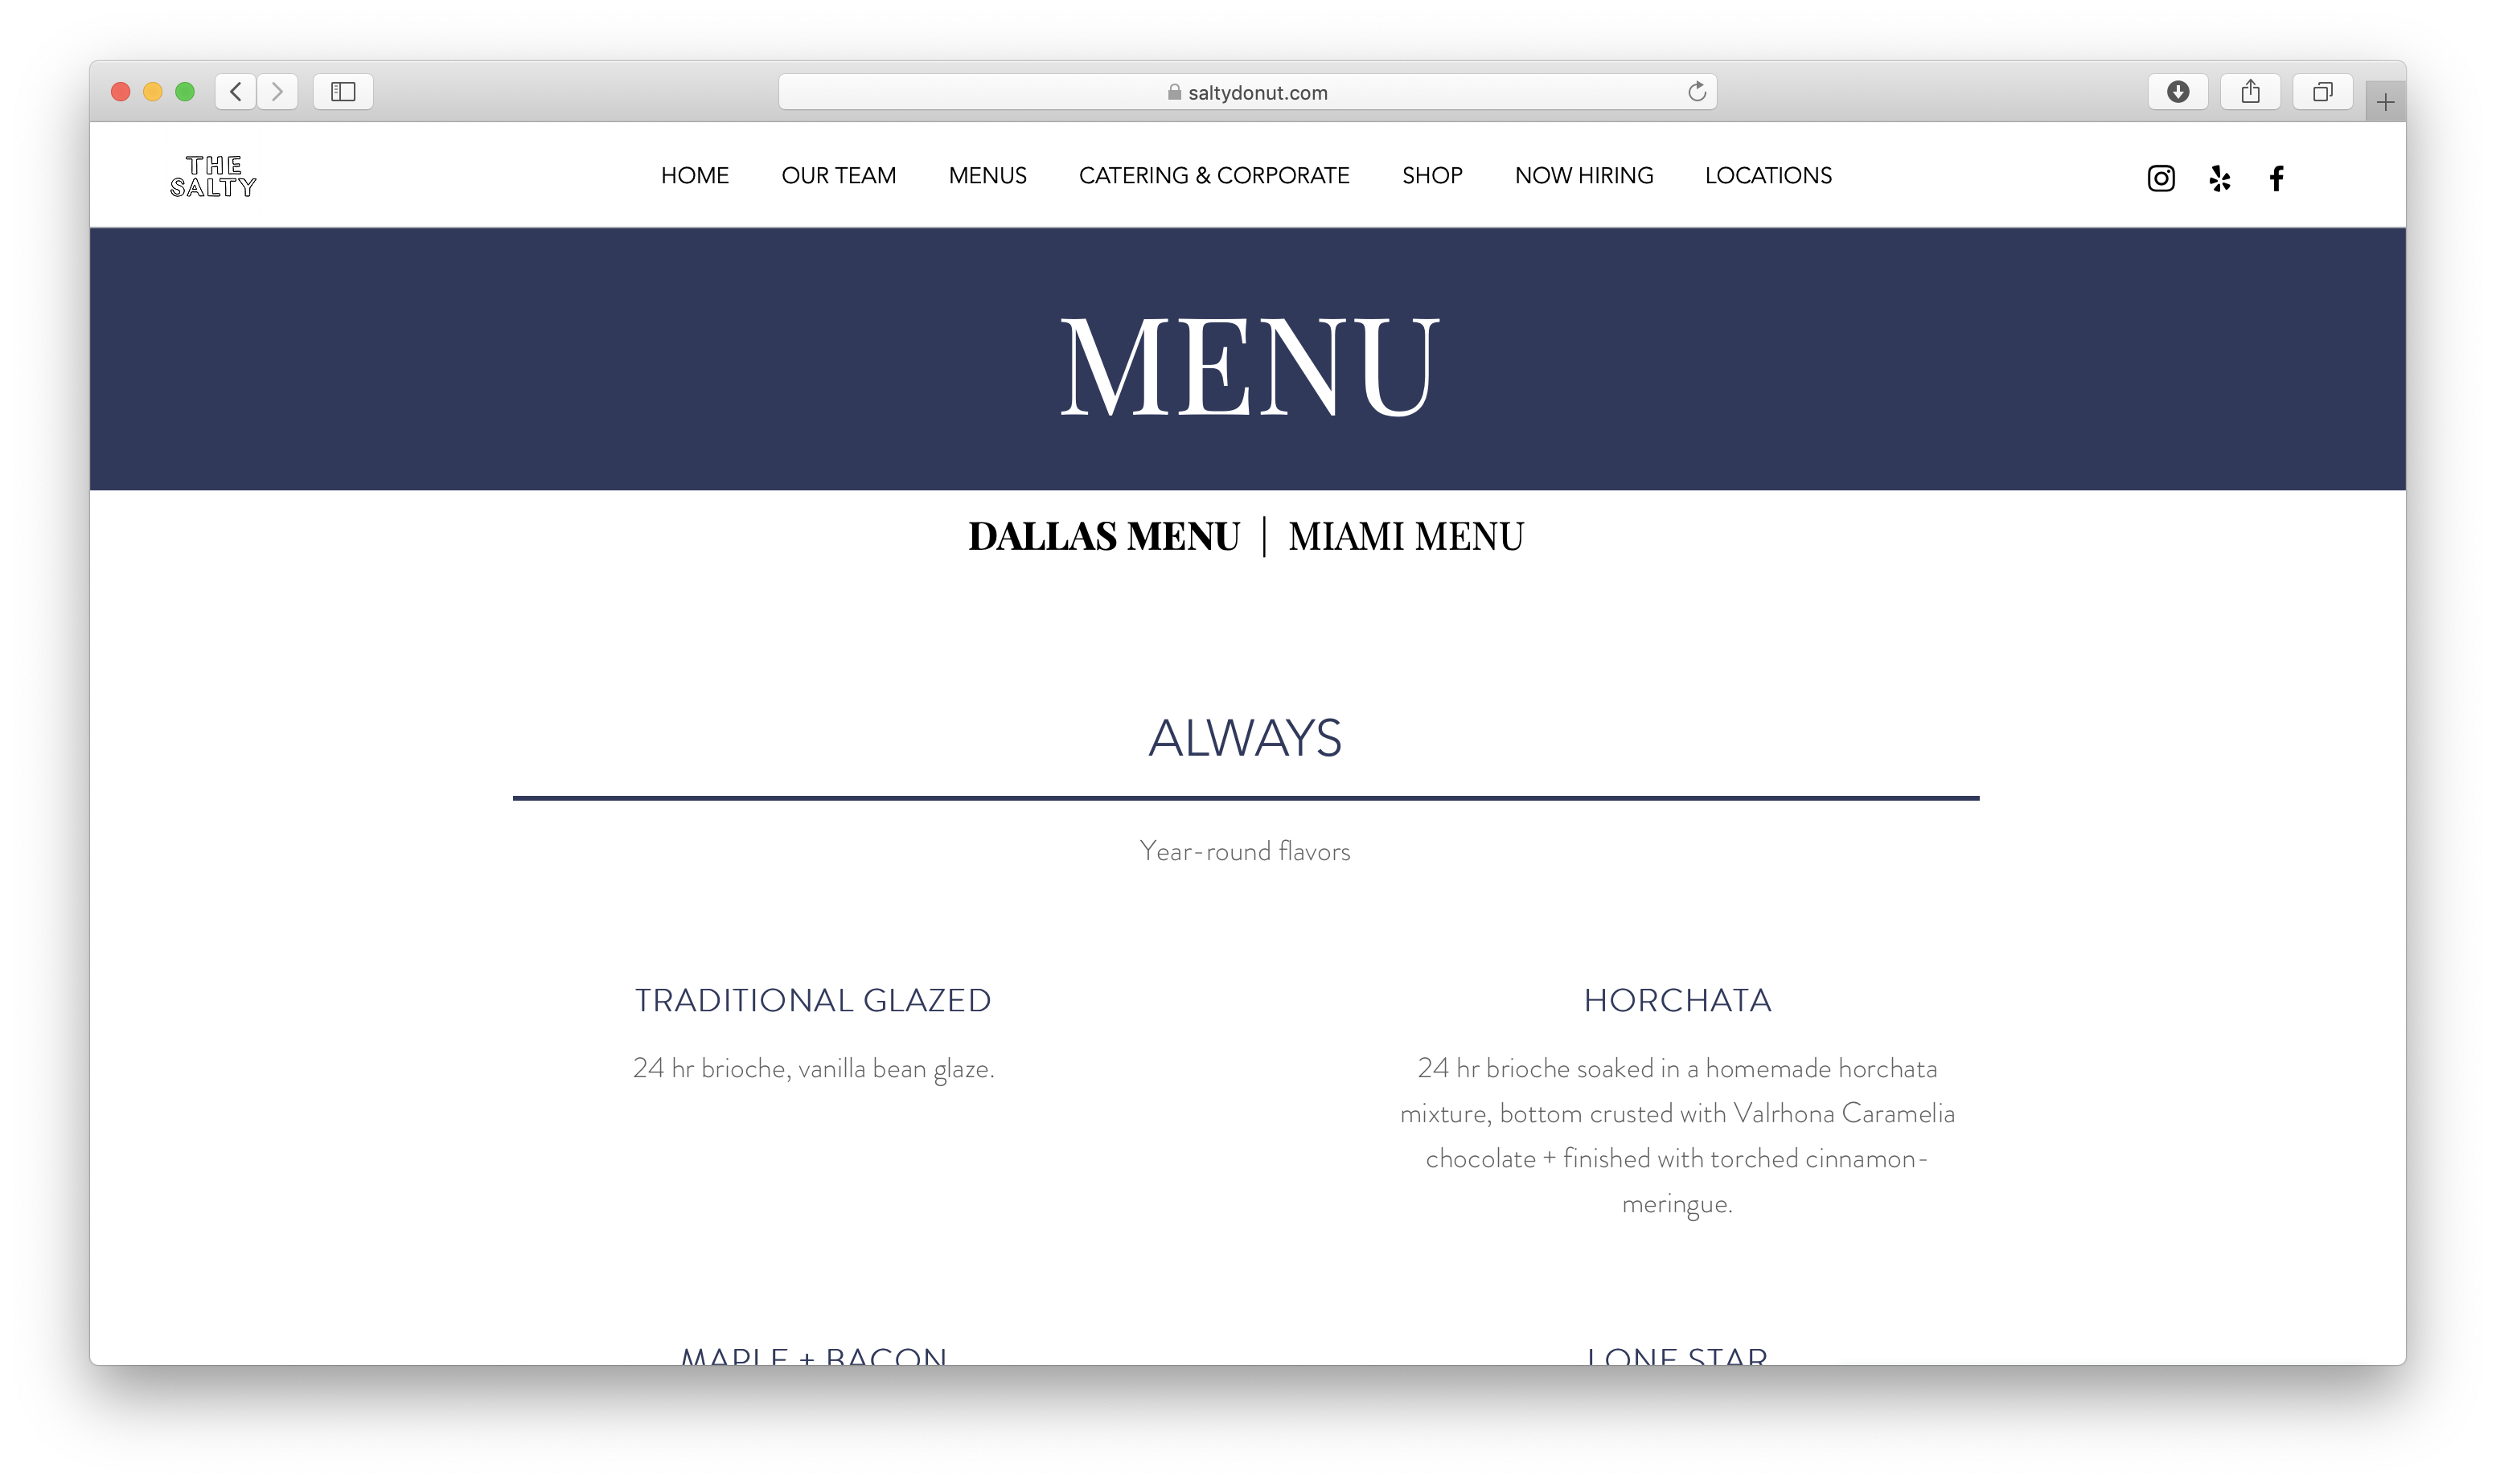 saltydonut.com
THE
SALTY
HOME OUR TEAM MENUS CATERING & CORPORATE SHOP NOW HIRING LOCATIONS
MENU
DALLAS MENU | MIAMI MENU
ALWAYS
Year-round flavors
TRADITIONAL GLAZED
24 hr brioche, vanilla bean glaze.
HORCHATA
24 hr brioche soaked in a homemade horchata
mixture, bottom crusted with Valrhona Caramelia
chocolate + finished with torched cinnamon-
meringue.
MAPLE + BACON
LONE STAR